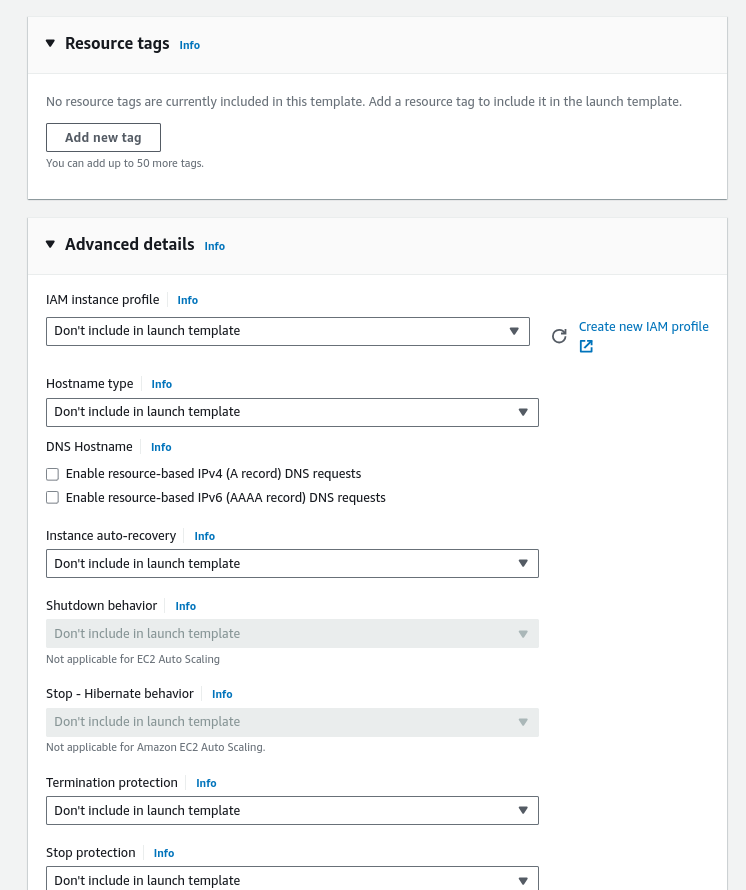 Resource tags Info
No resource tags are currently included in this template. Add a resource tag to include it in the launch template.
Add new tag
You can add up to 50 more tags.
Advanced details Info
IAM instance profile Info
Don't include in launch template
Create new IAM profile
Hostname type Info
Don't include in launch template
DNS Hostname Info
Enable resource-based IPv4 (A record) DNS requests
Enable resource-based IPv6 (AAAA record) DNS requests
Instance auto-recovery Info
Don't include in launch template
Shutdown behavior Info
Don't include in launch template
Not applicable for EC2 Auto Scaling
Stop - Hibernate behavior Info
Don't include in launch template
Not applicable for Amazon EC2 Auto Scaling.
Termination protection Info
Don't include in launch template
Stop protection Info
Don't include in launch template